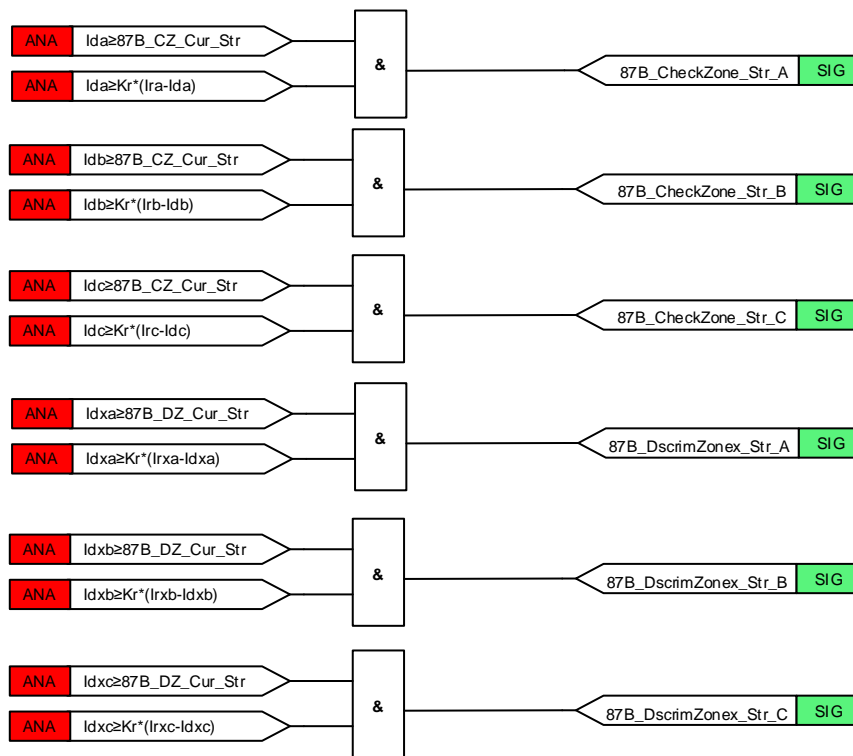 ANA Ida≥87B_CZ_Cur_Str
&
ANA Ida≥Kr*(Ira-Ida)
87B_CheckZone_Str_A SIG
ANA Idb≥87B_CZ_Cur_Str
&
ANA Idb≥Kr*(Irb-Idb)
87B_CheckZone_Str_B SIG
ANA Idc≥87B_CZ_Cur_Str
&
ANA Idc≥Kr*(Irc-Idc)
87B_CheckZone_Str_C SIG
ANA Idxa≥87B_DZ_Cur_Str
&
ANA Idxa≥Kr*(Irxa-Idxa)
87B_DscrimZonex_Str_A SIG
ANA Idxb≥87B_DZ_Cur_Str
&
ANA Idxb≥Kr*(Irxb-Idxb)
87B_DscrimZonex_Str_B SIG
ANA Idxc≥87B_DZ_Cur_Str
&
ANA Idxc≥Kr*(Irxc-Idxc)
87B_DscrimZonex_Str_C SIG